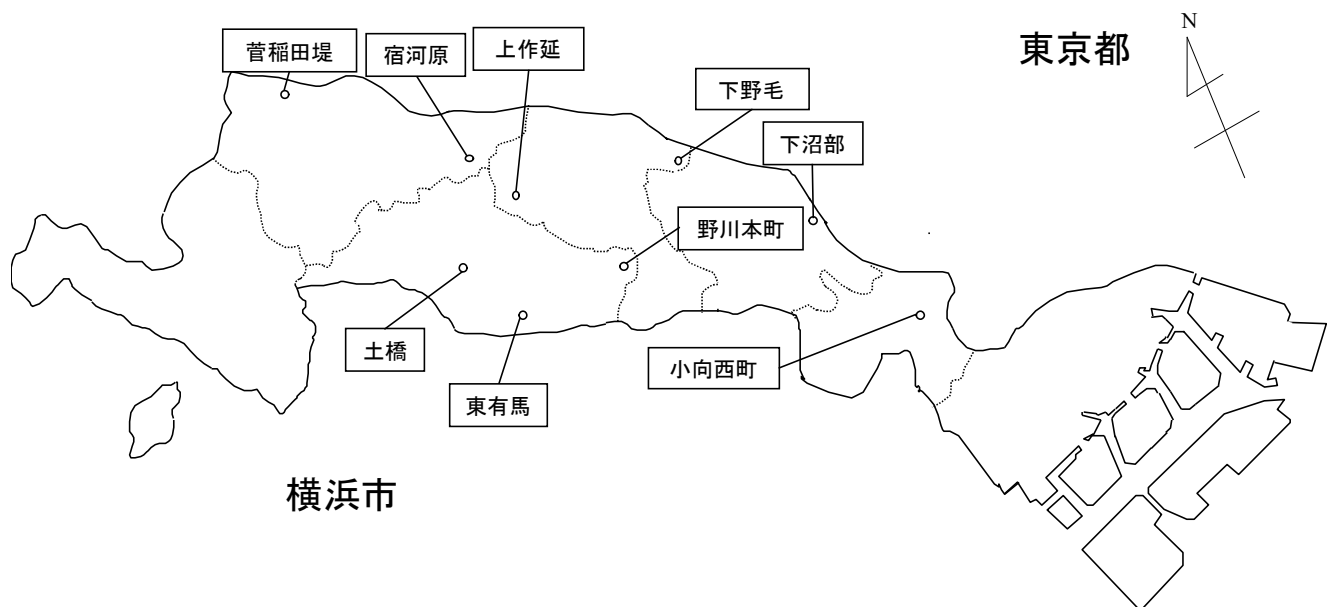 N
東京都
菅稲田堤
宿河原
上作延
下野毛
下沼部
野川本町
土橋
東有馬
小向西町
横浜市